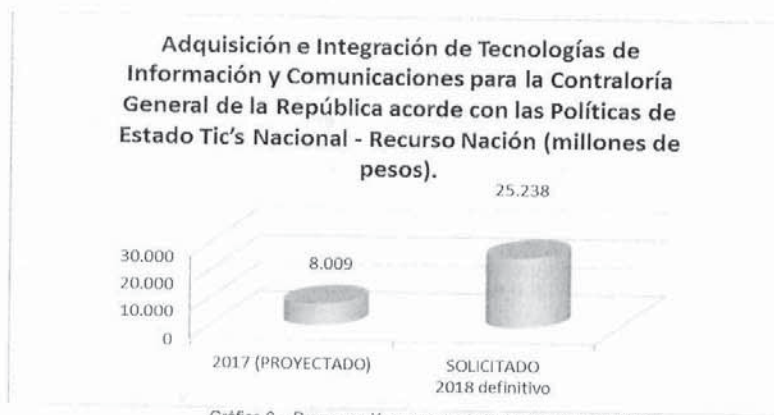 Adquisición e Integración de Tecnologías de
Información y Comunicaciones para la Contraloría
General de la República acorde con las Políticas de
Estado Tic's Nacional - Recurso Nación (millones de
pesos).
25.238
30.000
8.009
20.000
10.000
0
2017 (PROYECTADO)
SOLICITADO
2018 definitivo
Gráfico